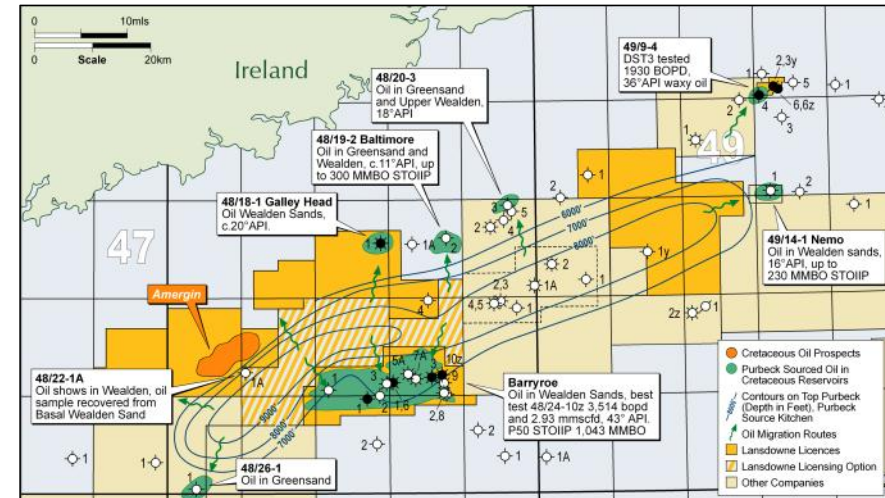 0 10mls
0 Scale 20km
Ireland
48/20-3
Oil in Greensand
and Upper Wealden,
18°API
49/9-4
DST3 tested
1930 BOPD,
36°API waxy oil
1
2,3y
5
1
2
4
6,6z
3
1
49
48/19-2 Baltimore
Oil in Greensand and
Wealden, c.11°API, up
to 300 MMBO STOIIP
48/18-1 Galley Head
Oil Wealden Sands,
c.20°API.
47
1
1A
2
3
5
4
2
2
1
6000'
7000'
8000'
1
2
1
49/14-1 Nemo
Oil in Wealden sands,
16°API, up to
230 MMBO STOIIP
1y
2
1A
1
2,3
4,5
1
4
2z
1
Amergin
48/22-1A
Oil shows in Wealden, oil
sample recovered from
Basal Wealden Sand
1A
9000'
8000'
7000'
1
3
5A
7A
10z
9
1
1,6
2,8
2
2
1
1A
Barryroe
Oil in Wealden Sands, best
test 48/24-10z 3,514 bopd
and 2.93 mmscfd, 43° API.
P50 STOIIP 1,043 MMBO
1
1
48/26-1
Oil in Greensand
1
Cretaceous Oil Prospects
Purbeck Sourced Oil in
Cretaceous Reservoirs
Contours on Top Purbeck
(Depth in Feet), Purbeck
Source Kitchen
Oil Migration Routes
Lansdowne Licences
Lansdowne Licensing Option
Other Companies